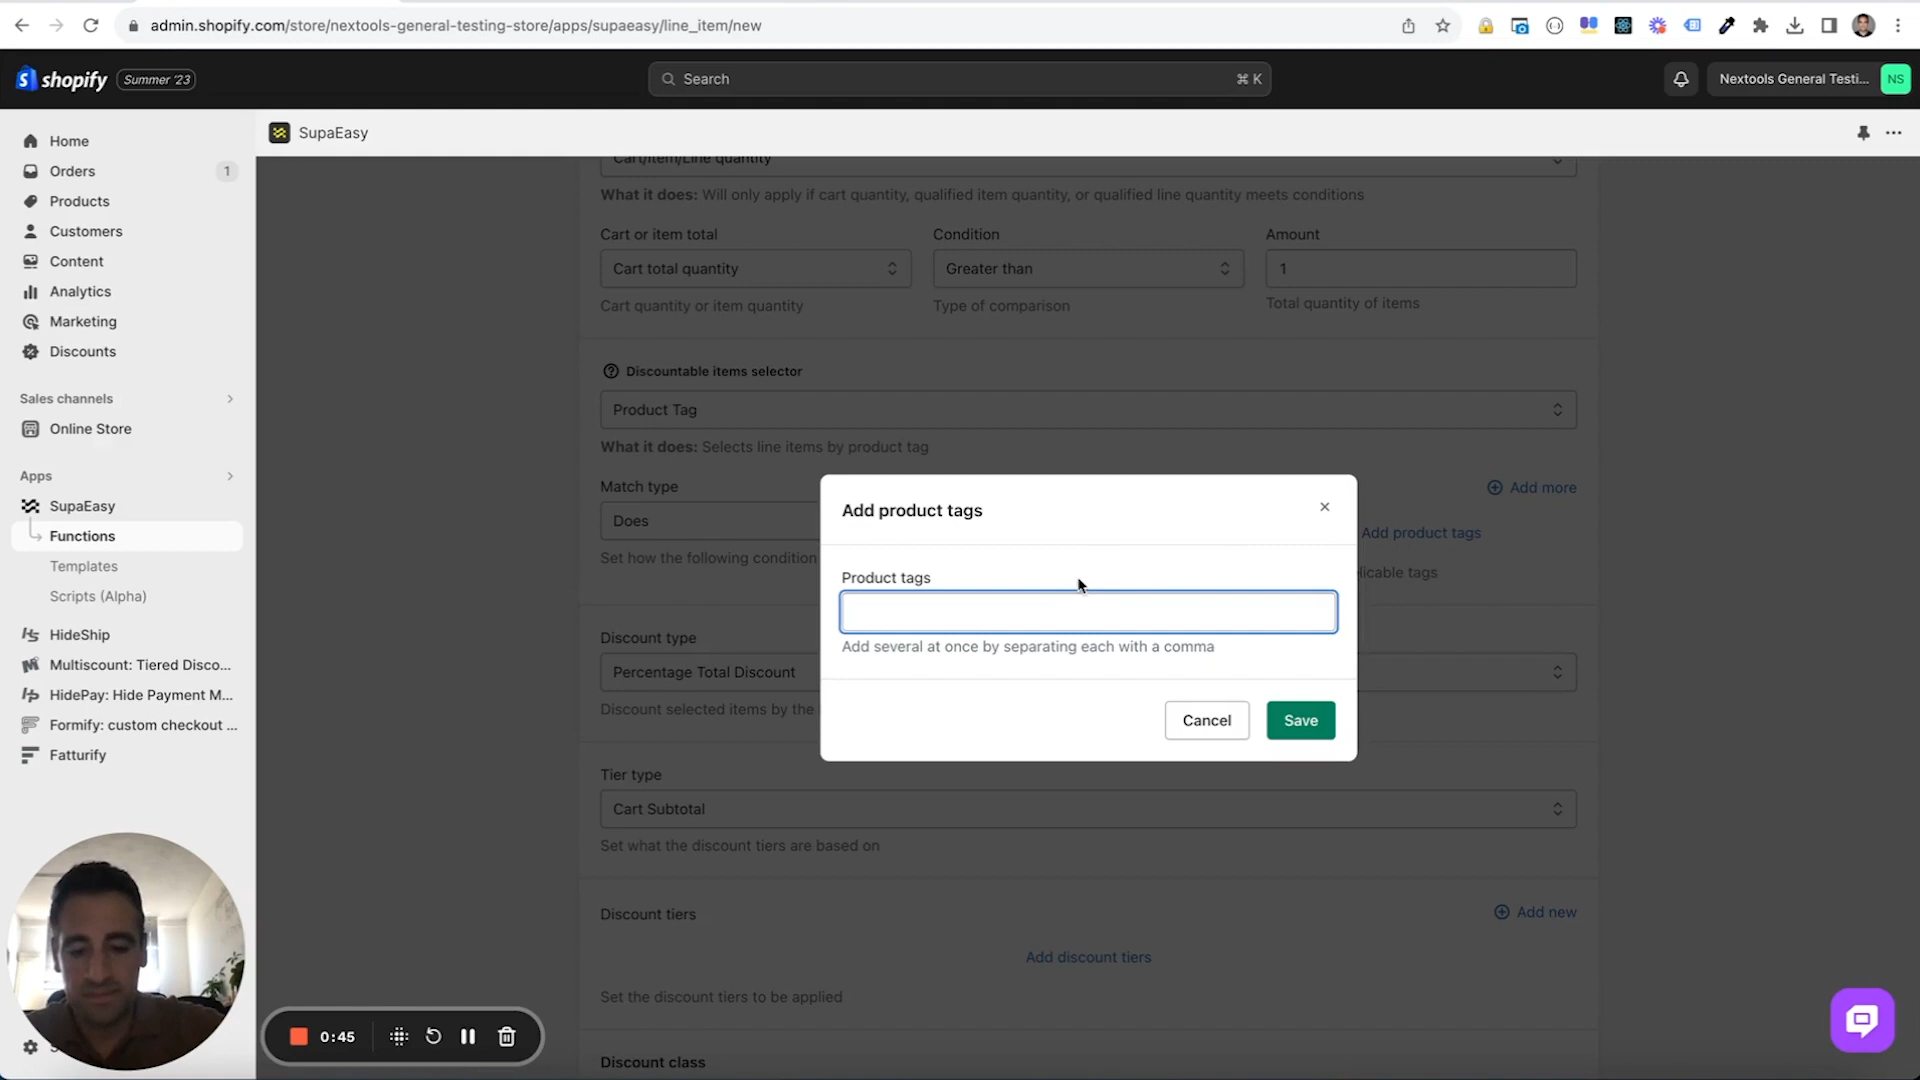 admin.shopify.com/store/nextools-general-testing-store/apps/supaeasy/line_item/new
shopify
Summer '23
Search
⌘ K
Nextools General Testi...
NS
Home
Orders
1
Products
Customers
Content
Analytics
Marketing
Discounts
Sales channels
Online Store
Apps
SupaEasy
Functions
Templates
Scripts (Alpha)
HideShip
Multiscount: Tiered Disco...
HidePay: Hide Payment M...
Formify: custom checkout ...
Fatturify
SupaEasy
Cart/Item/Line quantity
What it does: Will only apply if cart quantity, qualified item quantity, or qualified line quantity meets conditions
Cart or item total
Condition
Amount
Cart total quantity
Greater than
1
Cart quantity or item quantity
Type of comparison
Total quantity of items
Discountable items selector
Product Tag
What it does: Selects line items by product tag
Match type
Add more
Does
Add product tags
Set how the following condition
licable tags
Add product tags
Product tags
Add several at once by separating each with a comma
Cancel
Save
Discount type
Percentage Total Discount
Discount selected items by the
Tier type
Cart Subtotal
Set what the discount tiers are based on
Discount tiers
Add new
Add discount tiers
Set the discount tiers to be applied
Discount class
0:45